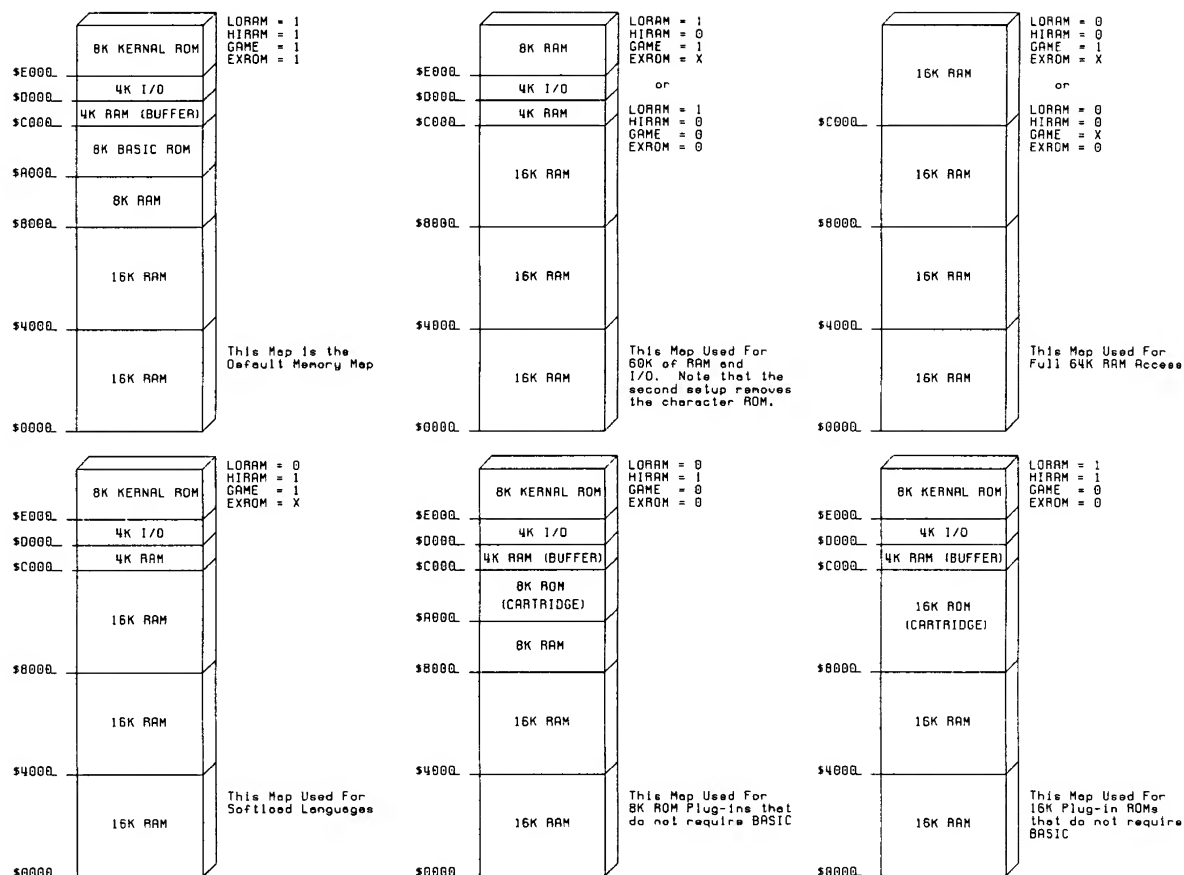 8K KERNAL ROM
$E000
4K I/O
$D000
4K RAM (BUFFER)
$C000
8K BASIC ROM
$A000
8K RAM
$8000
16K RAM
$4000
16K RAM
$0000
LORAM = 1
HIRAM = 1
GAME = 1
EXROM = 1
This Map is the
Default Memory Map
8K RAM
$E000
4K I/O
$D000
4K RAM
$C000
16K RAM
$8000
16K RAM
$4000
16K RAM
$0000
LORAM = 1
HIRAM = 0
GAME = 1
EXROM = X
or
LORAM = 1
HIRAM = 0
GAME = 0
EXROM = 0
This Map Used For
60K of RAM and
I/O. Note that the
second setup removes
the character ROM.
16K RAM
$C000
16K RAM
$8000
16K RAM
$4000
16K RAM
$0000
LORAM = 0
HIRAM = 0
GAME = 1
EXROM = X
or
LORAM = 0
HIRAM = 0
GAME = X
EXROM = 0
This Map Used For
Full 64K RAM Access
8K KERNAL ROM
$E000
4K I/O
$D000
4K RAM
$C000
16K RAM
$8000
16K RAM
$4000
16K RAM
$0000
LORAM = 0
HIRAM = 1
GAME = 1
EXROM = X
This Map Used For
Softload Languages
8K KERNAL ROM
$E000
4K I/O
$D000
4K RAM (BUFFER)
$C000
8K ROM
(CARTRIDGE)
$A000
8K RAM
$8000
16K RAM
$4000
16K RAM
$0000
LORAM = 0
HIRAM = 1
GAME = 0
EXROM = 0
This Map Used For
8K ROM Plug-ins that
do not require BASIC
8K KERNAL ROM
$E000
4K I/O
$D000
4K RAM (BUFFER)
$C000
16K ROM
(CARTRIDGE)
$8000
16K RAM
$4000
16K RAM
$0000
LORAM = 1
HIRAM = 1
GAME = 0
EXROM = 0
This Map Used For
16K Plug-in ROMs
that do not require
BASIC